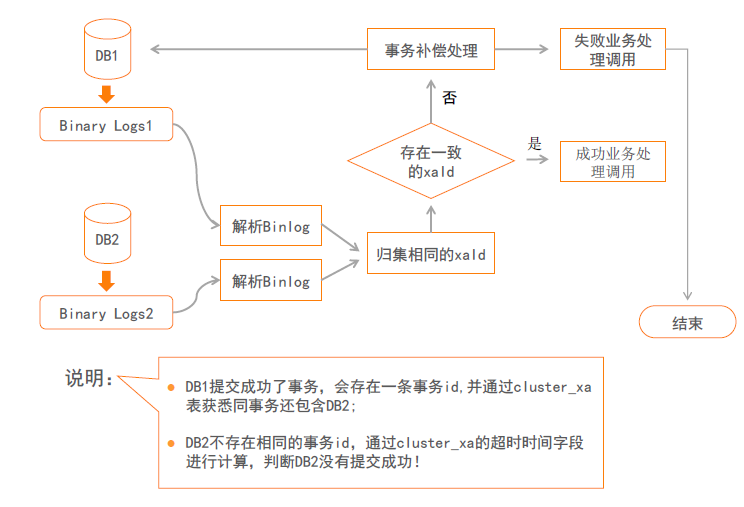 DB1
事务补偿处理
失败业务处
理调用
否
Binary Logs1
存在一致
的xaId
是
成功业务处
理调用
DB2
解析Binlog
归集相同的xaId
解析Binlog
Binary Logs2
结束
说明：
DB1提交成功了事务，会存在一条事务id,并通过cluster_xa
表获悉同事务还包含DB2;
DB2不存在相同的事务id，通过cluster_xa的超时时间字段
进行计算，判断DB2没有提交成功！